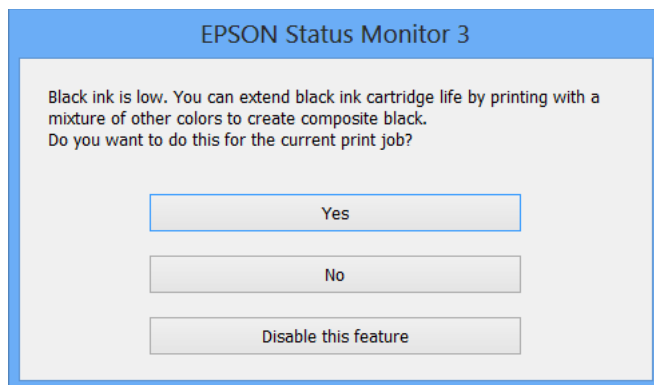 EPSON Status Monitor 3
Black ink is low. You can extend black ink cartridge life by printing with a
mixture of other colors to create composite black.
Do you want to do this for the current print job?
Yes
No
Disable this feature